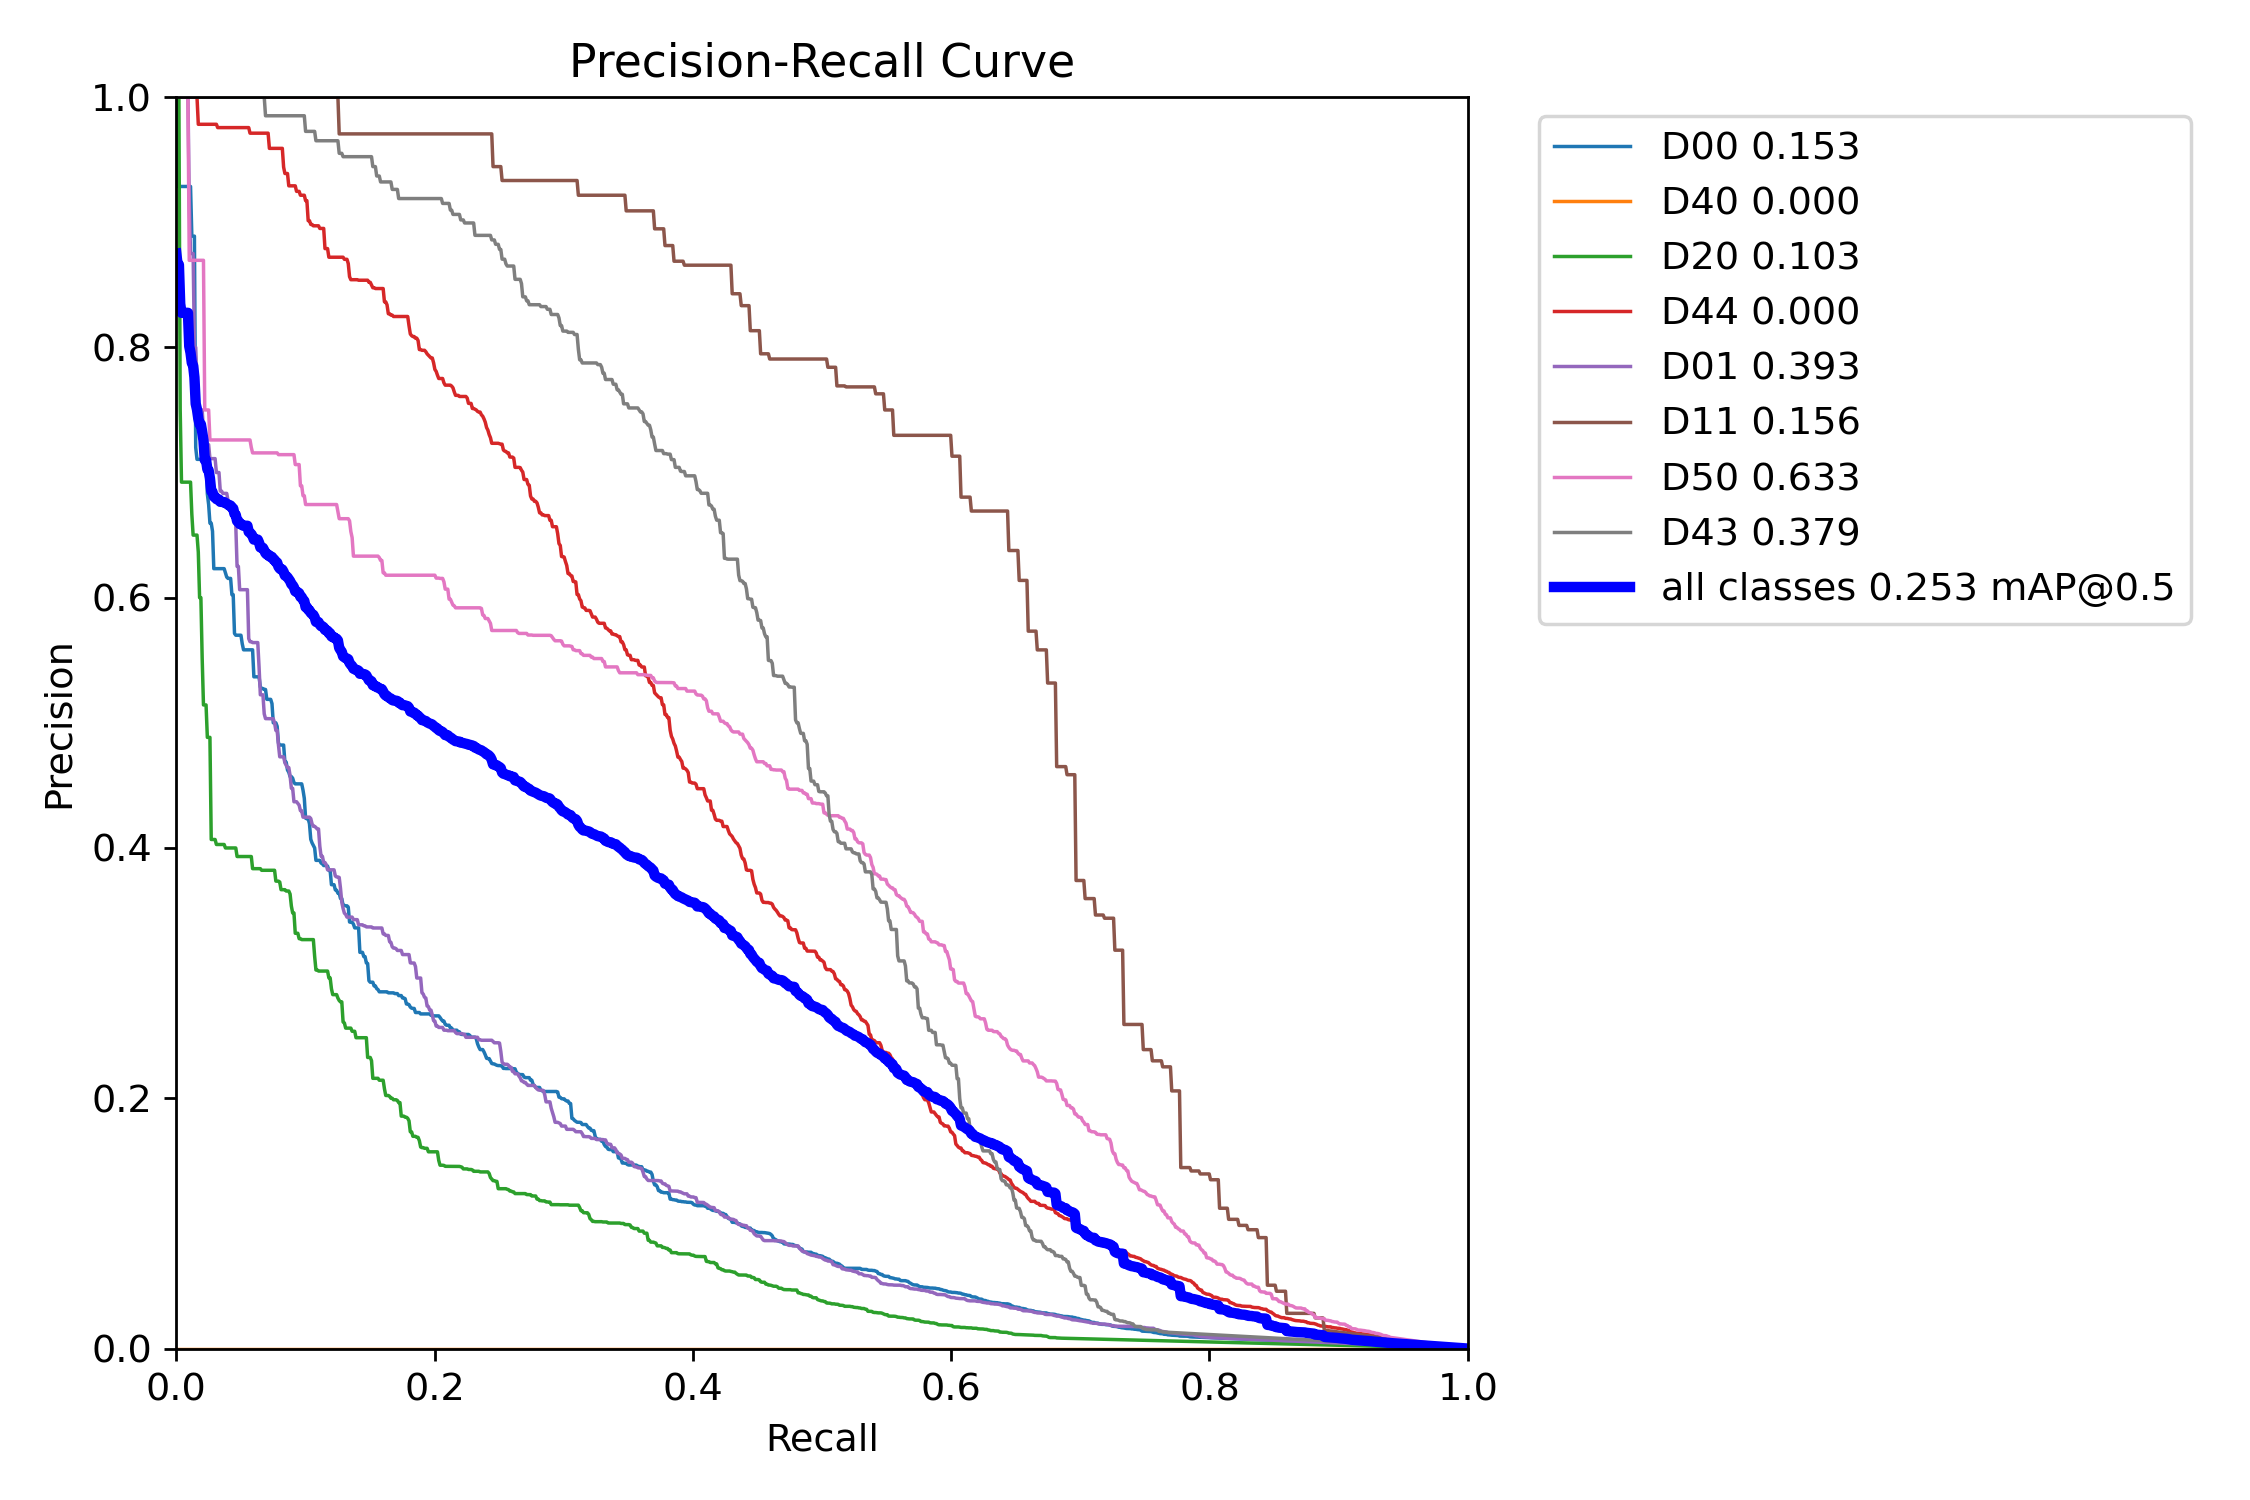 Precision-Recall Curve
1.0
0.8
0.6
0.4
0.2
0.0
Precision
0.0 0.2 0.4 0.6 0.8 1.0
Recall
D00 0.153
D40 0.000
D20 0.103
D44 0.000
D01 0.393
D11 0.156
D50 0.633
D43 0.379
all classes 0.253 mAP@0.5